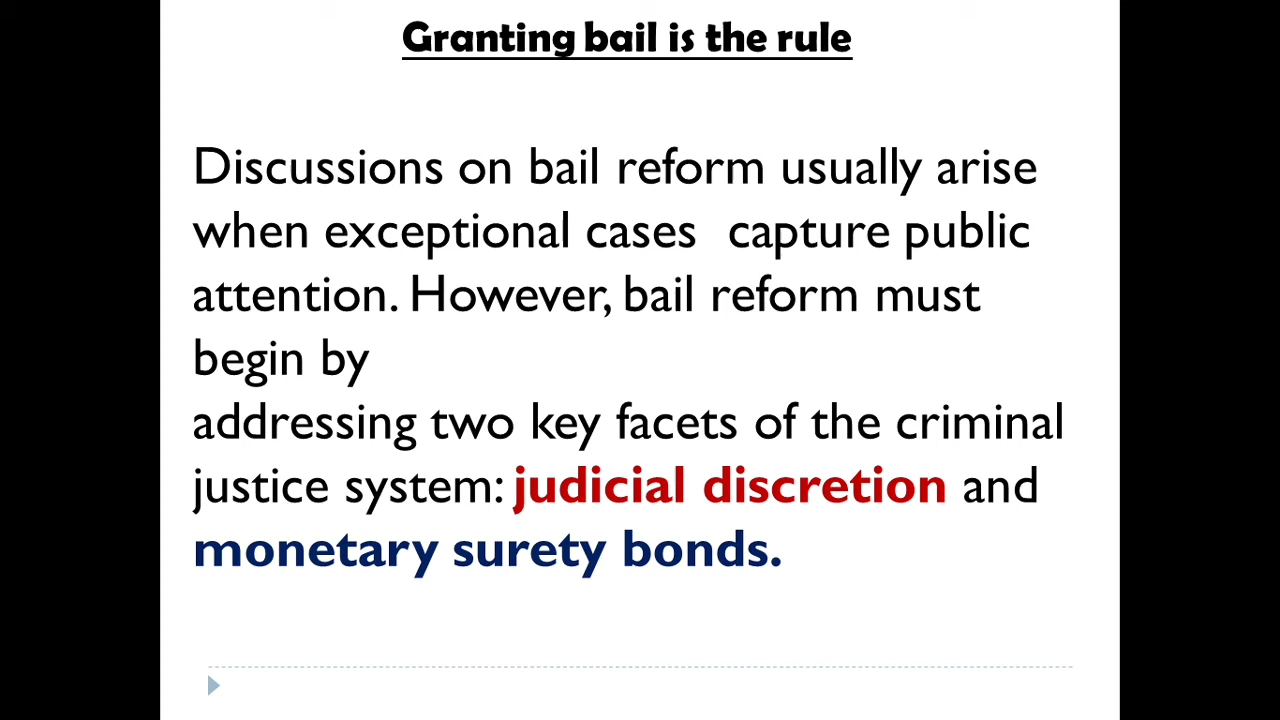 Granting bail is the rule
Discussions on bail reform usually arise
when exceptional cases  capture public
attention. However, bail reform must
begin by
addressing two key facets of the criminal
justice system: judicial discretion and
monetary surety bonds.